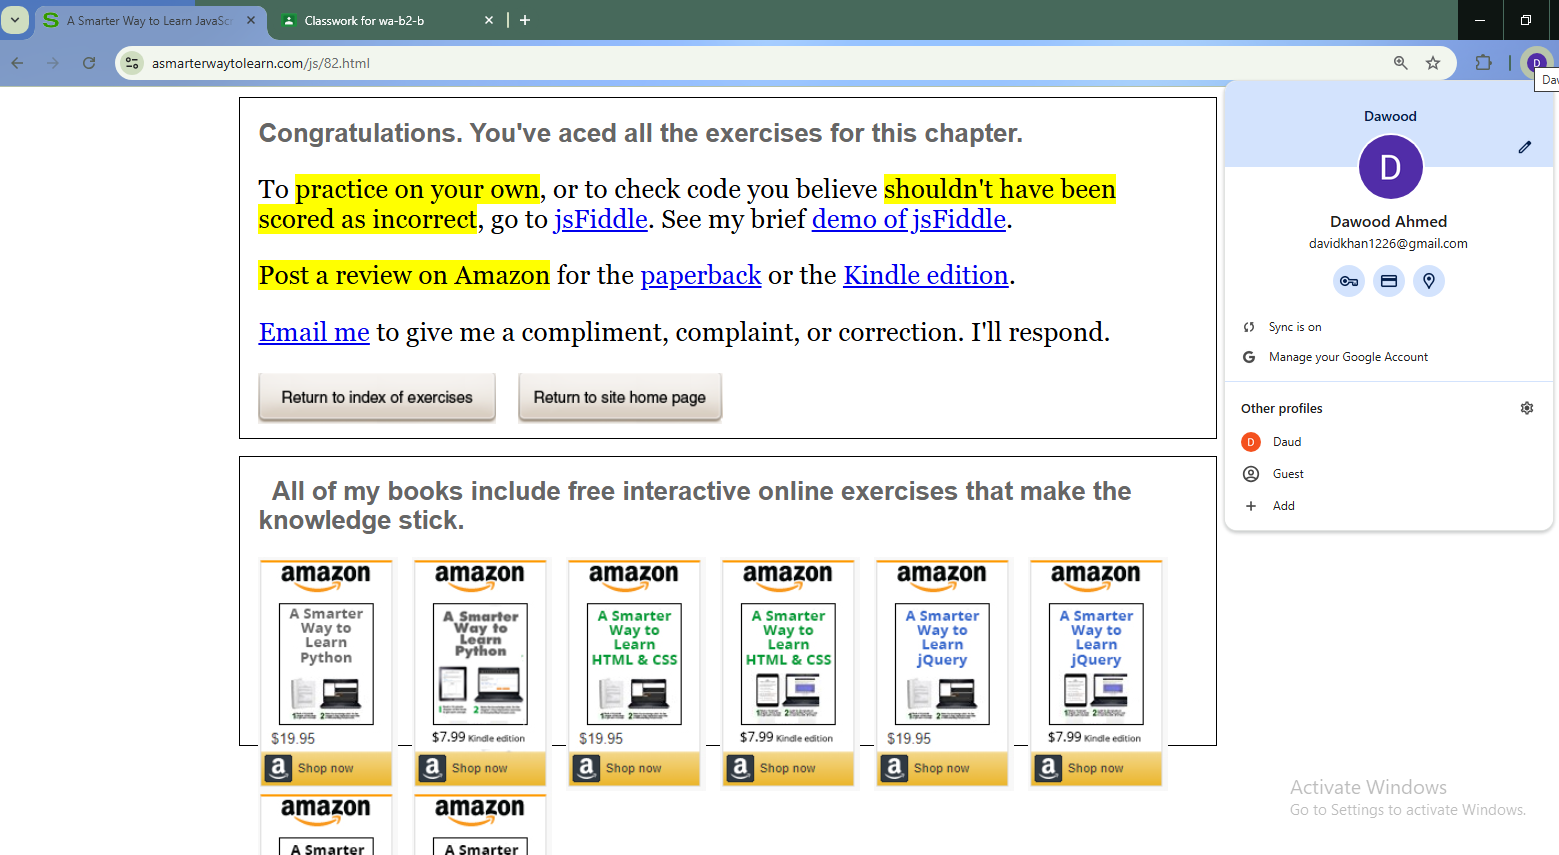 A Smarter Way to Learn JavaScr
Classwork for wa-b2-b
asmarterwaytolearn.com/js/82.html
D
Dav
Congratulations. You've aced all the exercises for this chapter.
To practice on your own, or to check code you believe shouldn't have been
scored as incorrect, go to jsFiddle. See my brief demo of jsFiddle.
Post a review on Amazon for the paperback or the Kindle edition.
Email me to give me a compliment, complaint, or correction. I'll respond.
Return to index of exercises
Return to site home page
All of my books include free interactive online exercises that make the
knowledge stick.
amazon
A Smarter
Way to
Learn
Python
$19.95
a Shop now
amazon
A Smarter
Way to
Learn
Python
$7.99 Kindle edition
a Shop now
amazon
A Smarter
Way to
Learn
HTML & CSS
$19.95
a Shop now
amazon
A Smarter
Way to
Learn
HTML & CSS
$7.99 Kindle edition
a Shop now
amazon
A Smarter
Way to
Learn
jQuery
$19.95
a Shop now
amazon
A Smarter
Way to
Learn
jQuery
$7.99 Kindle edition
a Shop now
amazon
A Smarter
amazon
A Smarter
Dawood
D
Dawood Ahmed
davidkhan1226@gmail.com
Sync is on
G Manage your Google Account
Other profiles
D Daud
Guest
+ Add
Activate Windows
Go to Settings to activate Windows.